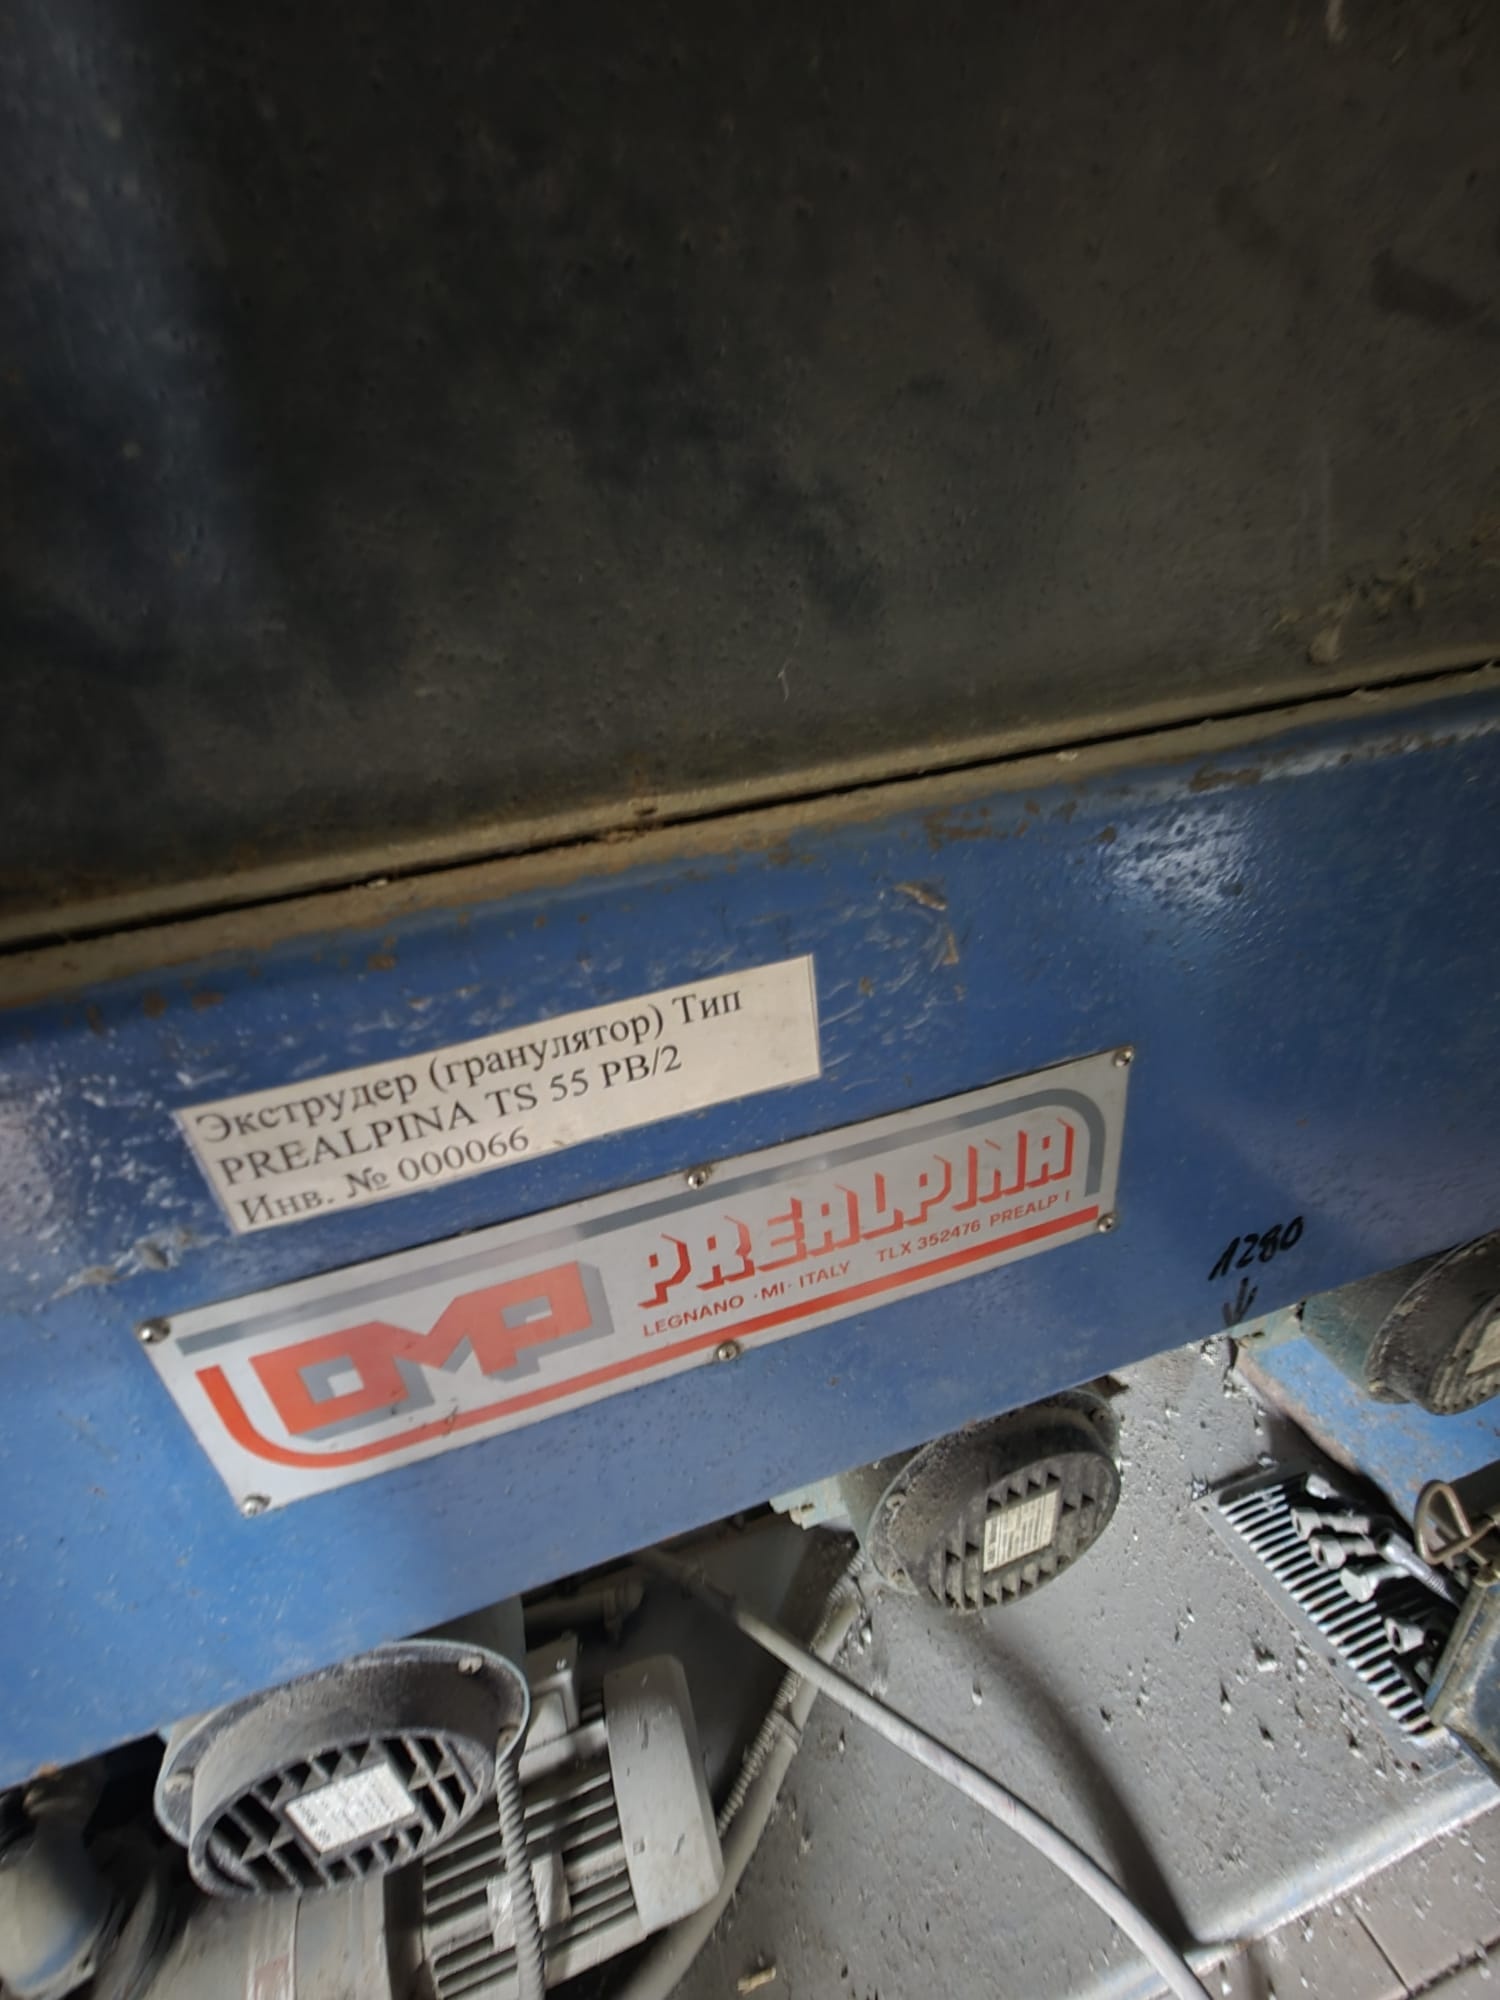 Экструдер (гранулятор) Тип
PREALPINA TS 55 PB/2
Инв. № 000066
OMP PREALPINA
LEGNANO · MI · ITALY TLX 352476 PREALP I
1280